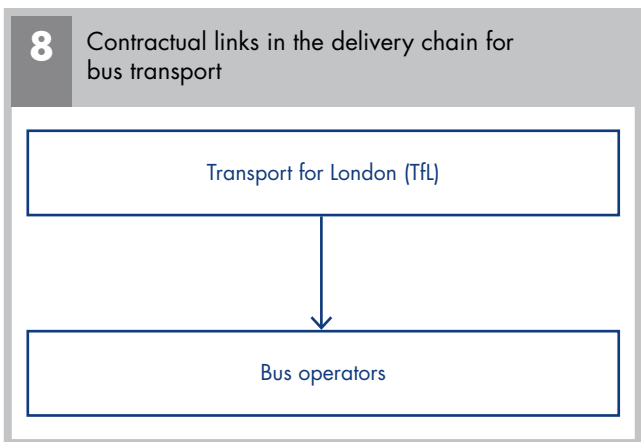 8
Contractual links in the delivery chain for
bus transport
Transport for London (TfL)
Bus operators